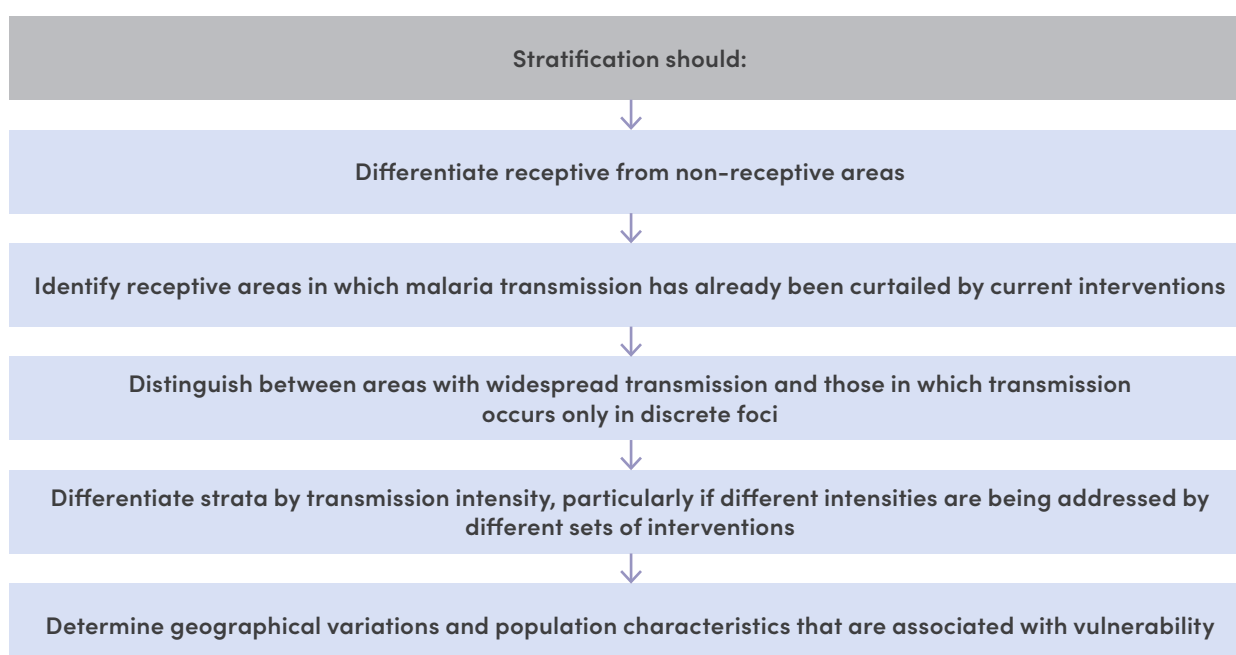 Stratification should:
Differentiate receptive from non-receptive areas
Identify receptive areas in which malaria transmission has already been curtailed by current interventions
Distinguish between areas with widespread transmission and those in which transmission
occurs only in discrete foci
Differentiate strata by transmission intensity, particularly if different intensities are being addressed by
different sets of interventions
Determine geographical variations and population characteristics that are associated with vulnerability